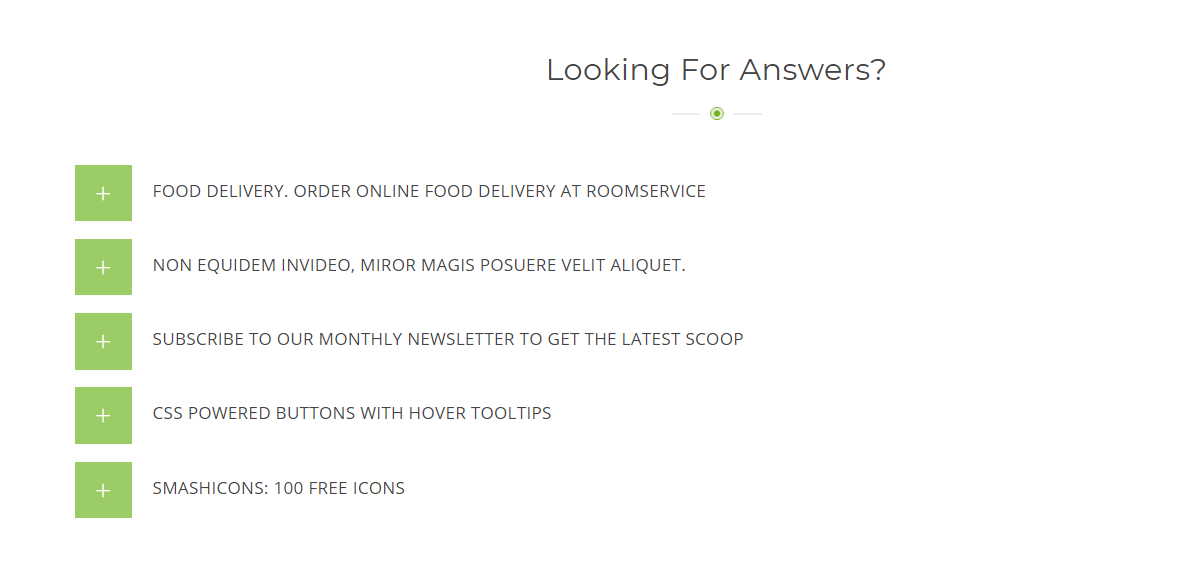 Looking For Answers?
FOOD DELIVERY. ORDER ONLINE FOOD DELIVERY AT ROOMSERVICE
NON EQUIDEM INVIDEO, MIROR MAGIS POSUERE VELIT ALIQUET.
SUBSCRIBE TO OUR MONTHLY NEWSLETTER TO GET THE LATEST SCOOP
CSS POWERED BUTTONS WITH HOVER TOOLTIPS
SMASHICONS: 100 FREE ICONS